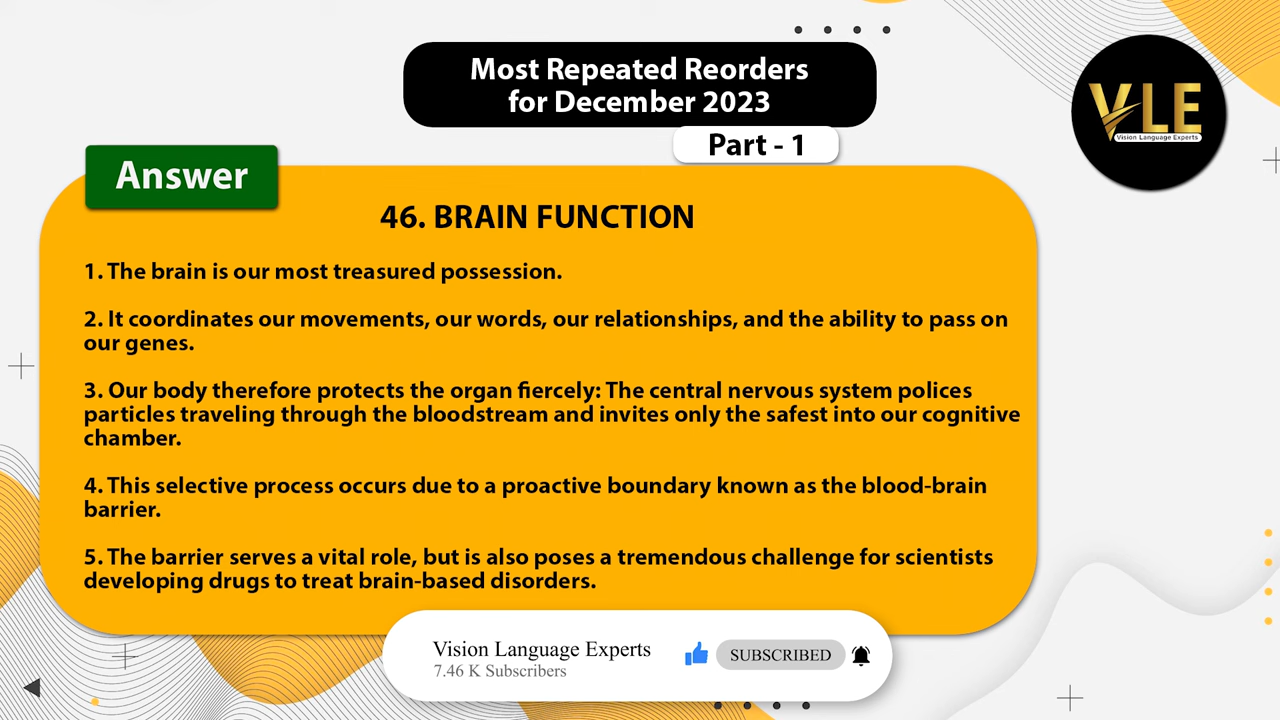 Most Repeated Reorders
for December 2023
Part - 1
VLE
Vision Language Experts
Answer
46. BRAIN FUNCTION
1. The brain is our most treasured possession.
2. It coordinates our movements, our words, our relationships, and the ability to pass on
our genes.
3. Our body therefore protects the organ fiercely: The central nervous system polices
particles traveling through the bloodstream and invites only the safest into our cognitive
chamber.
4. This selective process occurs due to a proactive boundary known as the blood-brain
barrier.
5. The barrier serves a vital role, but is also poses a tremendous challenge for scientists
developing drugs to treat brain-based disorders.
Vision Language Experts
7.46 K Subscribers
SUBSCRIBED